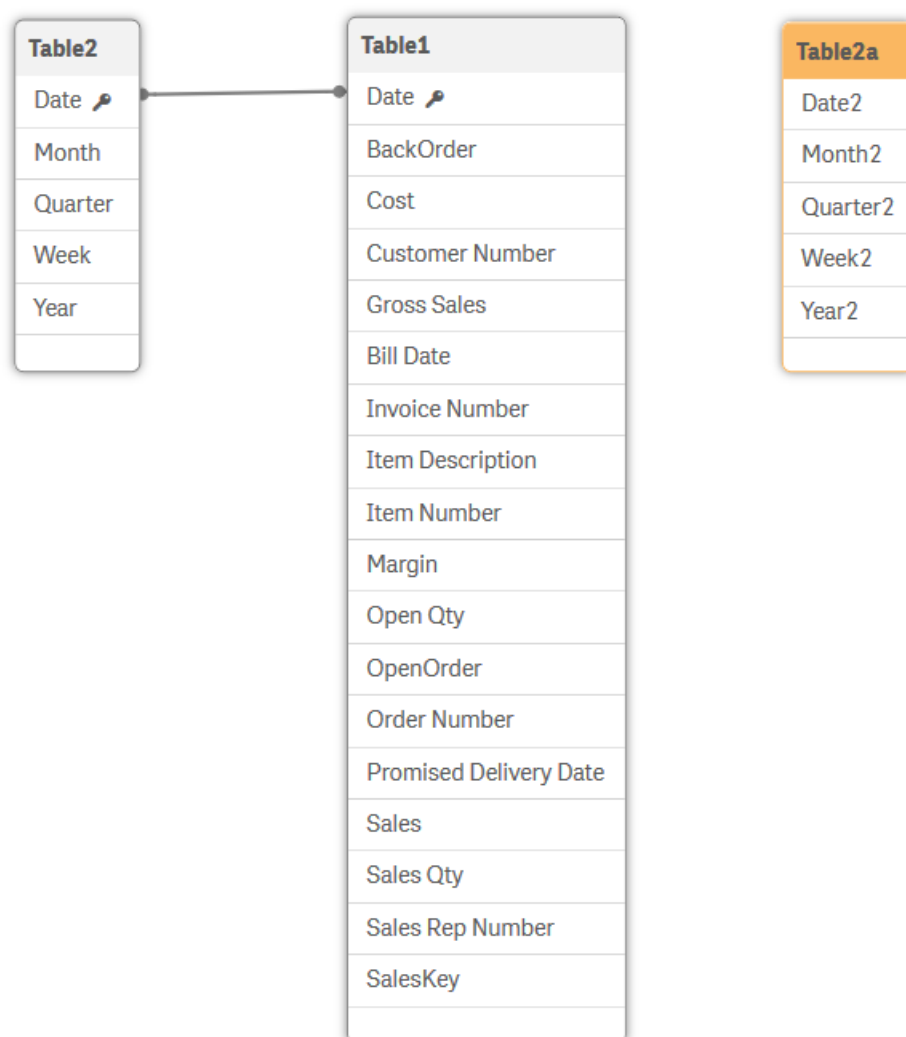 Table2
Date
Month
Quarter
Week
Year
Table1
Date
BackOrder
Cost
Customer Number
Gross Sales
Bill Date
Invoice Number
Item Description
Item Number
Margin
Open Qty
OpenOrder
Order Number
Promised Delivery Date
Sales
Sales Qty
Sales Rep Number
SalesKey
Table2a
Date2
Month2
Quarter2
Week2
Year2